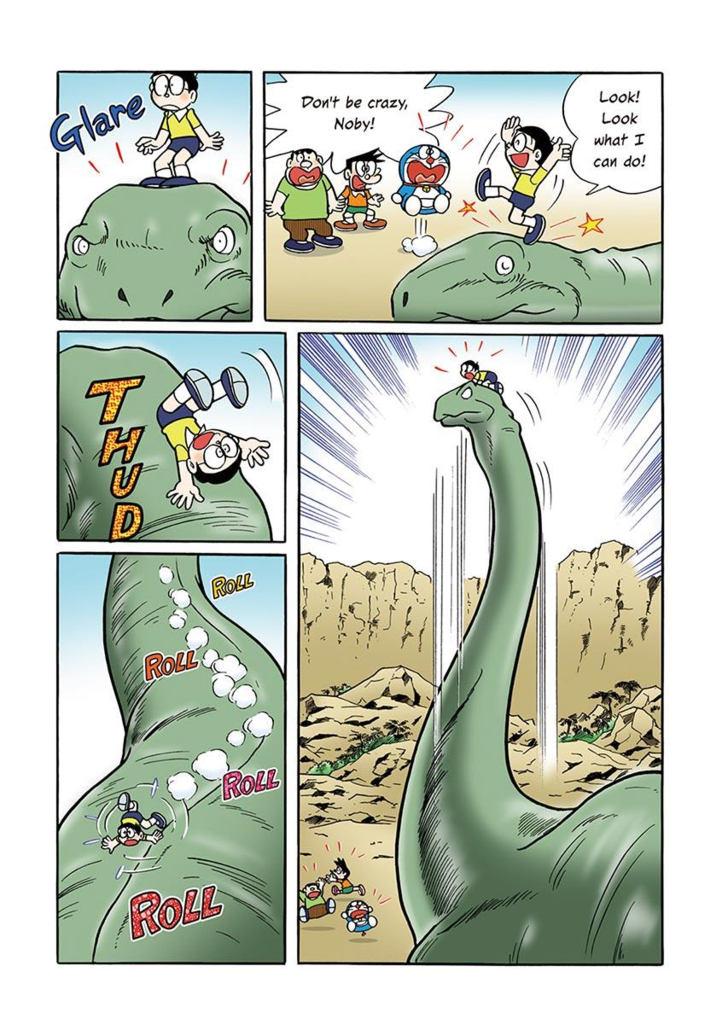 Look!
Look
what I
can do!
Don't be crazy,
Noby!
Glare
THUD
ROLL
ROLL
ROLL
ROLL